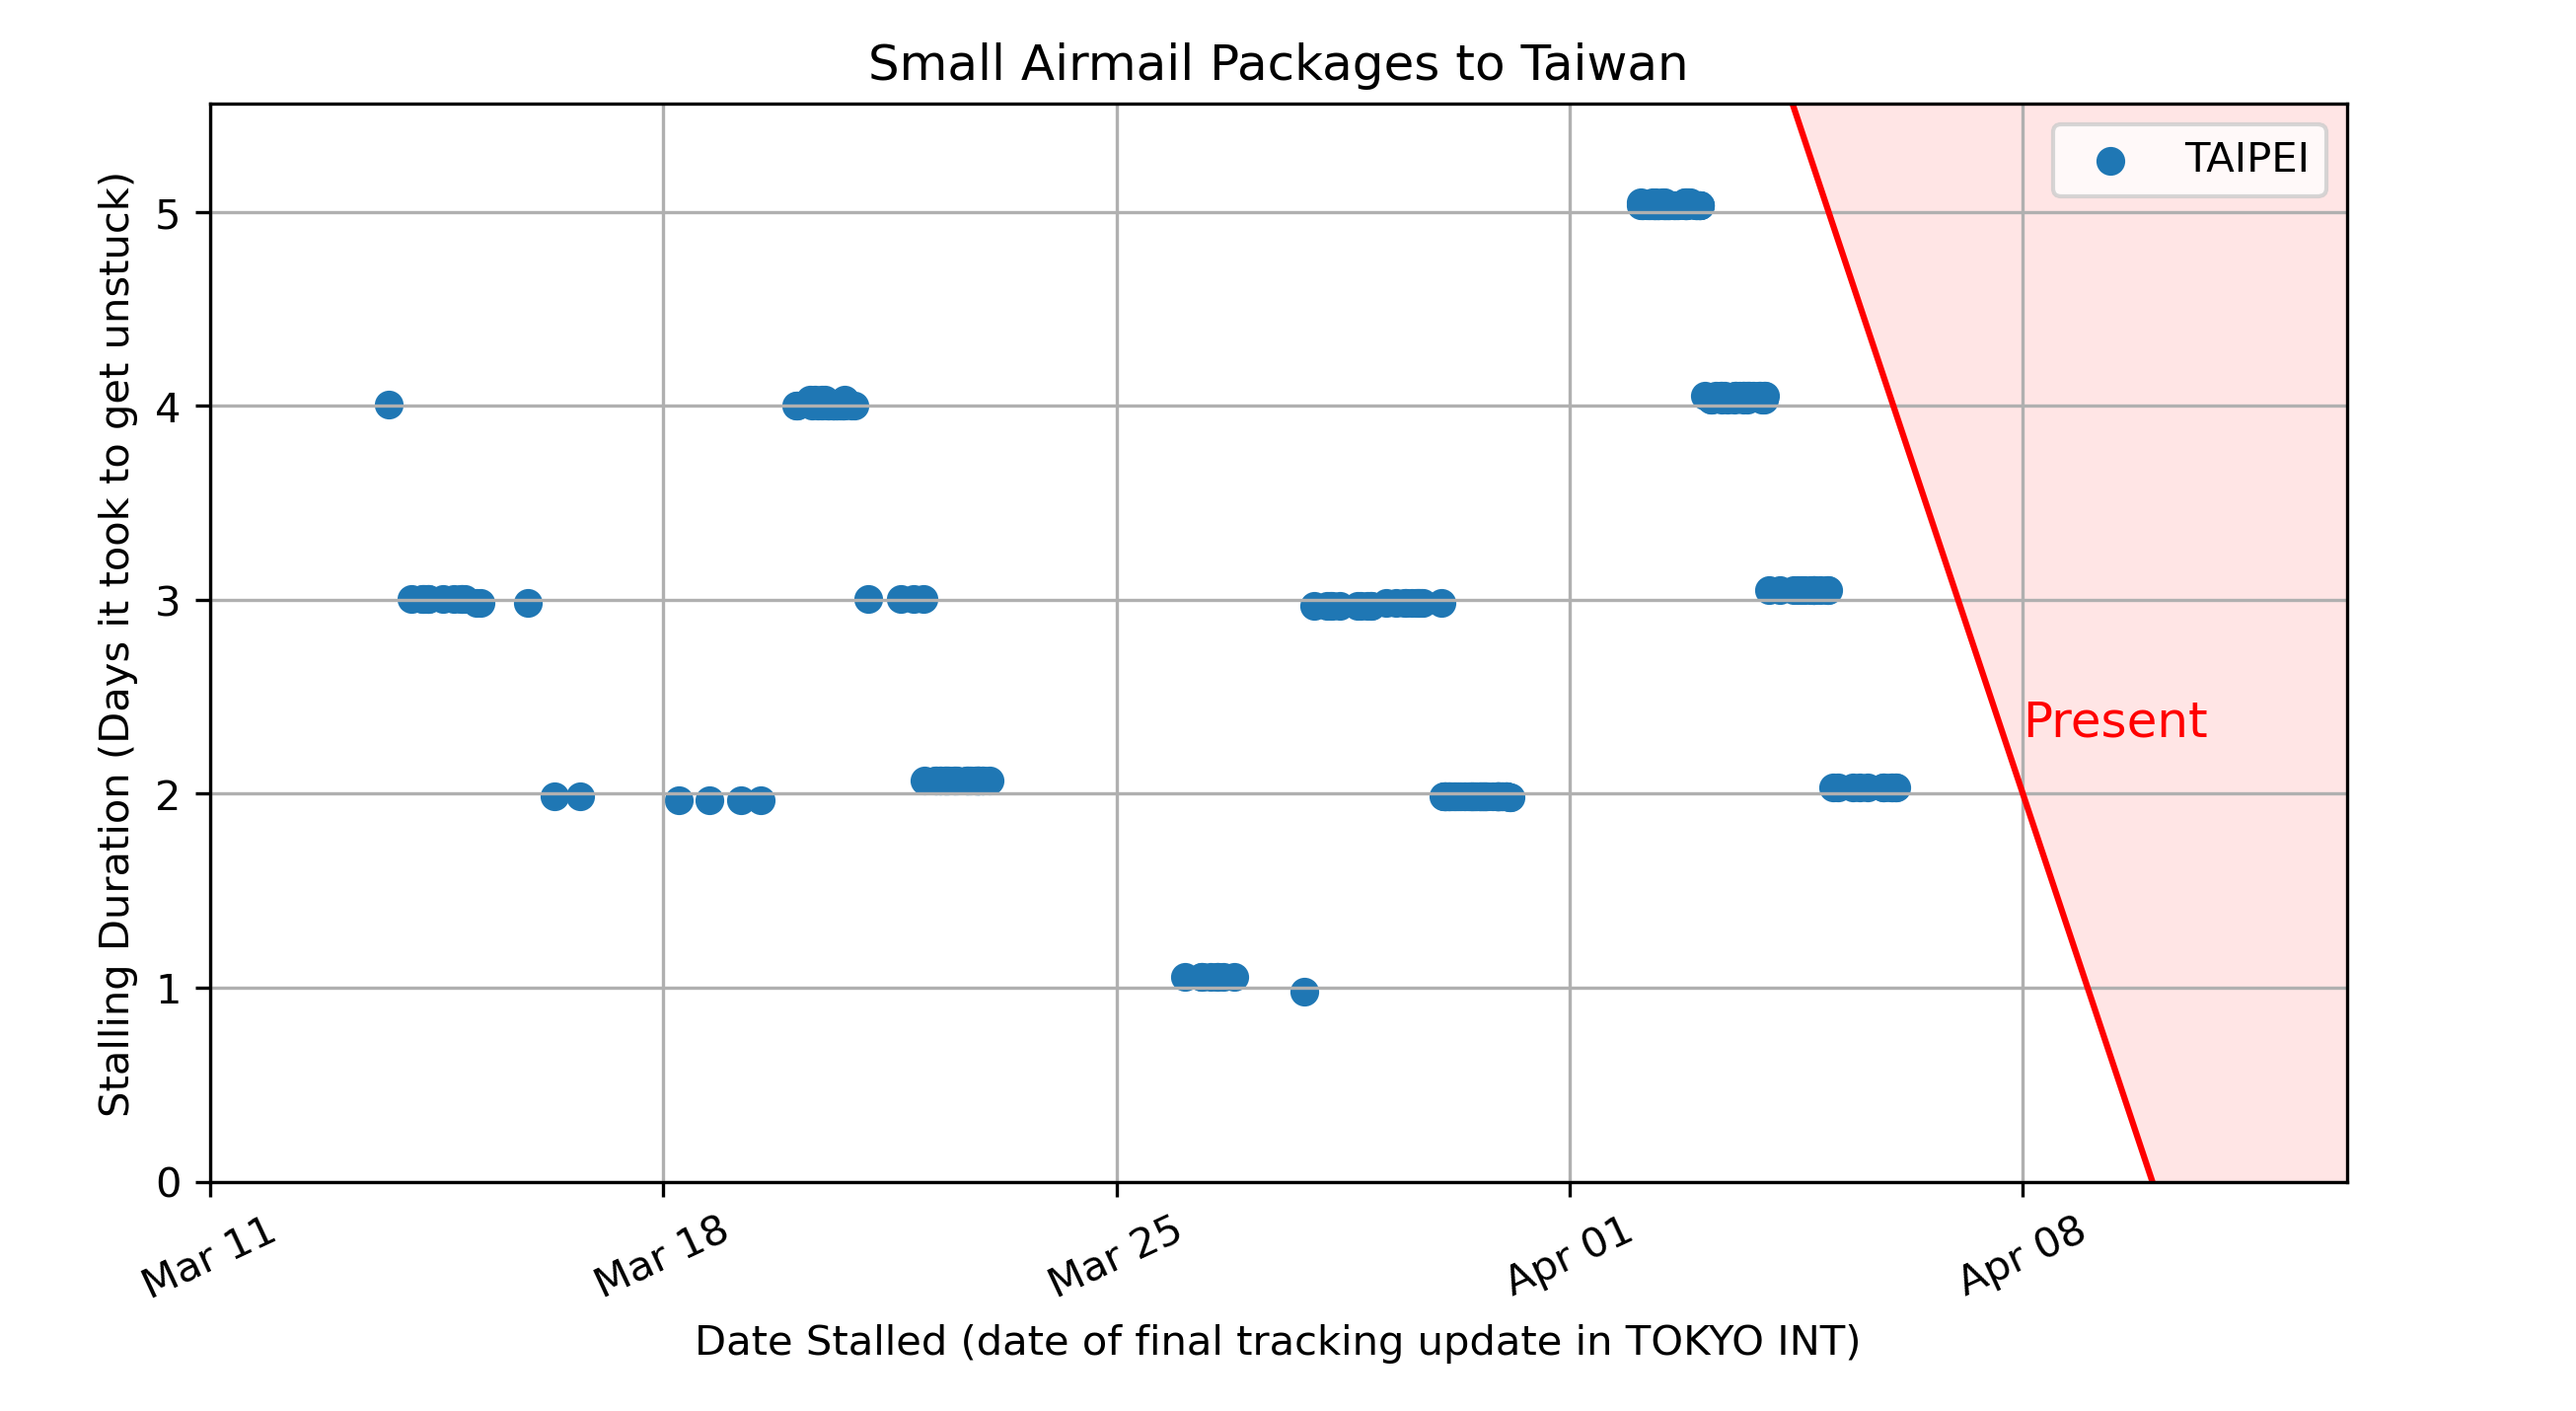 Small Airmail Packages to Taiwan
TAIPEI
Stalling Duration (Days it took to get unstuck)
5
4
3
2
1
0
Present
Mar 11
Mar 18
Mar 25
Apr 01
Apr 08
Date Stalled (date of final tracking update in TOKYO INT)